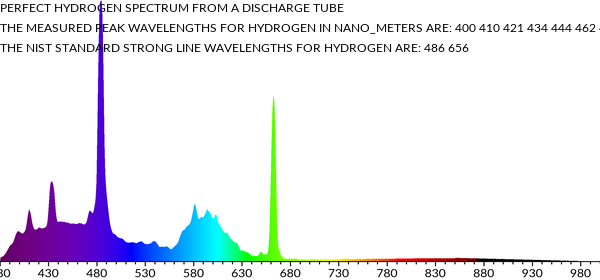 PERFECT HYDROGEN SPECTRUM FROM A DISCHARGE TUBE
THE MEASURED PEAK WAVELENGTHS FOR HYDROGEN IN NANO_METERS ARE: 400 410 421 434 444 462
THE NIST STANDARD STRONG LINE WAVELENGTHS FOR HYDROGEN ARE: 486 656
430 480 530 580 630 680 730 780 830 880 930 980